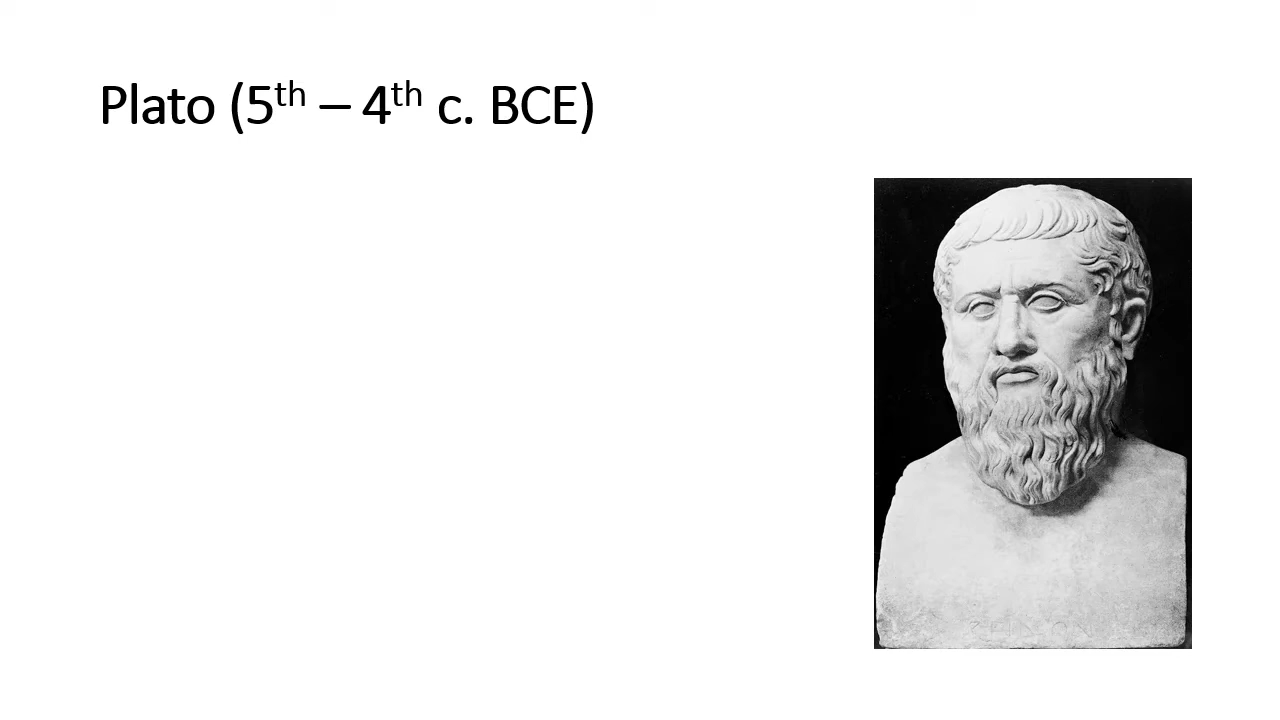 Plato (5th – 4th c. BCE)